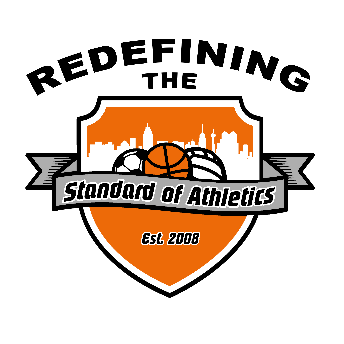 REDEFINING
THE
Standard of Athletics
Est. 2008